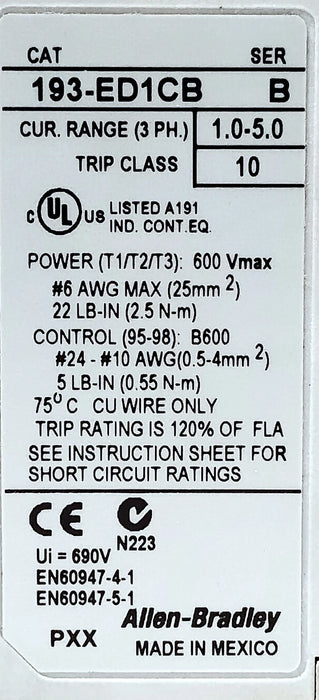 CAT SER
193-ED1CB B
CUR. RANGE (3 PH.) 1.0-5.0
TRIP CLASS 10
c UL US LISTED A191
IND. CONT.EQ.
POWER (T1/T2/T3): 600 Vmax
#6 AWG MAX (25mm ²)
22 LB-IN (2.5 N-m)
CONTROL (95-98): B600
#24 - #10 AWG(0.5-4mm ²)
5 LB-IN (0.55 N-m)
75° C CU WIRE ONLY
TRIP RATING IS 120% OF FLA
SEE INSTRUCTION SHEET FOR
SHORT CIRCUIT RATINGS
CE
N223
Ui = 690V
EN60947-4-1
EN60947-5-1
Allen-Bradley
PXX MADE IN MEXICO